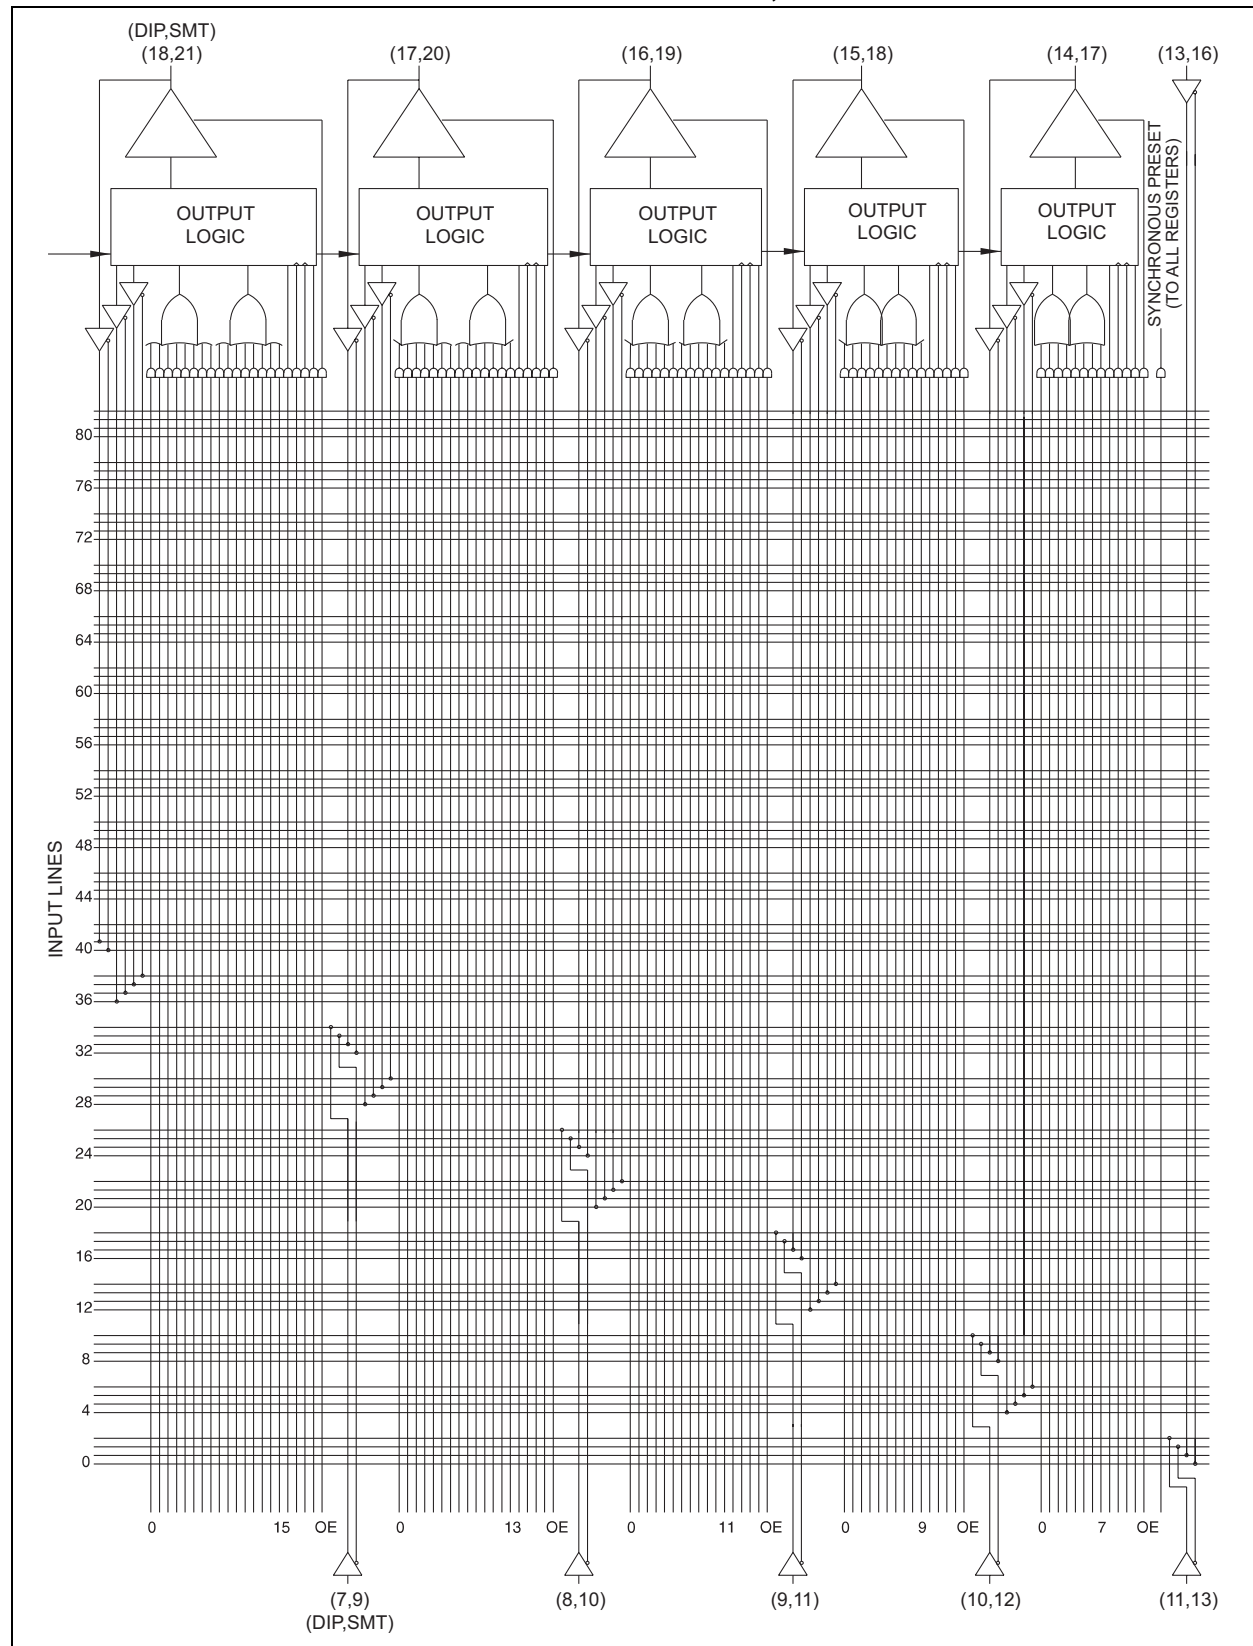 (DIP,SMT)
(18,21) (17,20) (16,19) (15,18) (14,17) (13,16)
SYNCHRONOUS PRESET
(TO ALL REGISTERS)
OUTPUT
LOGIC
OUTPUT
LOGIC
OUTPUT
LOGIC
OUTPUT
LOGIC
OUTPUT
LOGIC
80
76
72
68
64
60
56
52
48
44
40
36
32
28
24
20
16
12
8
4
0
INPUT LINES
0 15 OE 0 13 OE 0 11 OE 0 9 OE 0 7 OE
(7,9) (8,10) (9,11) (10,12) (11,13)
(DIP,SMT)